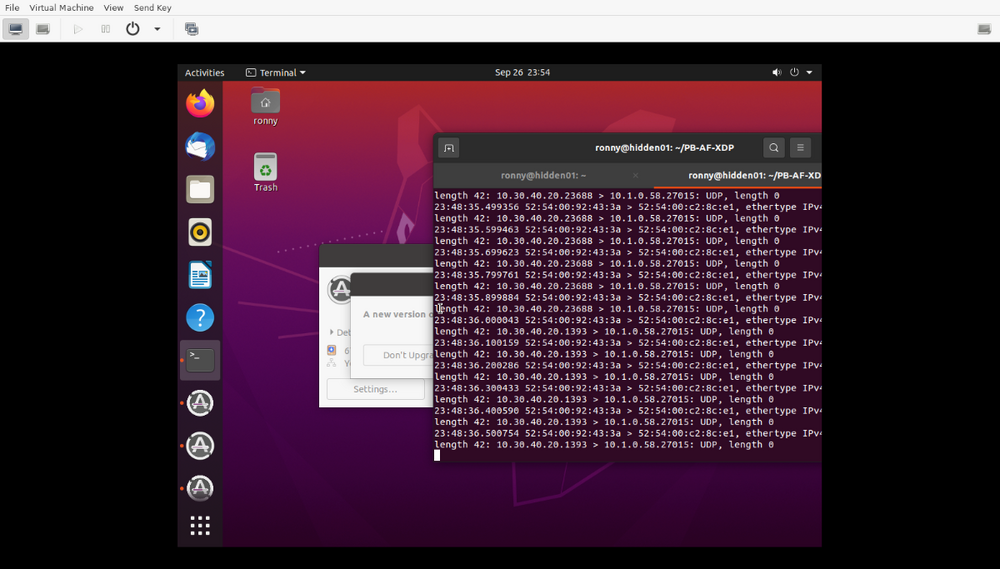 File Virtual Machine View Send Key
Activities Terminal Sep 26 23:54
ronny
Trash
ronny@hidden01: ~/PB-AF-XDP
ronny@hidden01: ~ × ronny@hidden01: ~/PB-AF-XD
length 42: 10.30.40.20.23688 > 10.1.0.58.27015: UDP, length 0
23:48:35.499356 52:54:00:92:43:3a > 52:54:00:c2:8c:e1, ethertype IPv4
length 42: 10.30.40.20.23688 > 10.1.0.58.27015: UDP, length 0
23:48:35.599463 52:54:00:92:43:3a > 52:54:00:c2:8c:e1, ethertype IPv4
length 42: 10.30.40.20.23688 > 10.1.0.58.27015: UDP, length 0
23:48:35.699623 52:54:00:92:43:3a > 52:54:00:c2:8c:e1, ethertype IPv4
length 42: 10.30.40.20.23688 > 10.1.0.58.27015: UDP, length 0
23:48:35.799761 52:54:00:92:43:3a > 52:54:00:c2:8c:e1, ethertype IPv4
length 42: 10.30.40.20.23688 > 10.1.0.58.27015: UDP, length 0
23:48:35.899884 52:54:00:92:43:3a > 52:54:00:c2:8c:e1, ethertype IPv4
length 42: 10.30.40.20.23688 > 10.1.0.58.27015: UDP, length 0
23:48:36.000043 52:54:00:92:43:3a > 52:54:00:c2:8c:e1, ethertype IPv4
length 42: 10.30.40.20.1393 > 10.1.0.58.27015: UDP, length 0
23:48:36.100159 52:54:00:92:43:3a > 52:54:00:c2:8c:e1, ethertype IPv4
length 42: 10.30.40.20.1393 > 10.1.0.58.27015: UDP, length 0
23:48:36.200286 52:54:00:92:43:3a > 52:54:00:c2:8c:e1, ethertype IPv4
length 42: 10.30.40.20.1393 > 10.1.0.58.27015: UDP, length 0
23:48:36.300433 52:54:00:92:43:3a > 52:54:00:c2:8c:e1, ethertype IPv4
length 42: 10.30.40.20.1393 > 10.1.0.58.27015: UDP, length 0
23:48:36.400590 52:54:00:92:43:3a > 52:54:00:c2:8c:e1, ethertype IPv4
length 42: 10.30.40.20.1393 > 10.1.0.58.27015: UDP, length 0
23:48:36.500754 52:54:00:92:43:3a > 52:54:00:c2:8c:e1, ethertype IPv4
length 42: 10.30.40.20.1393 > 10.1.0.58.27015: UDP, length 0
A new version
Det
6
Y
Don't Upgra
Settings...